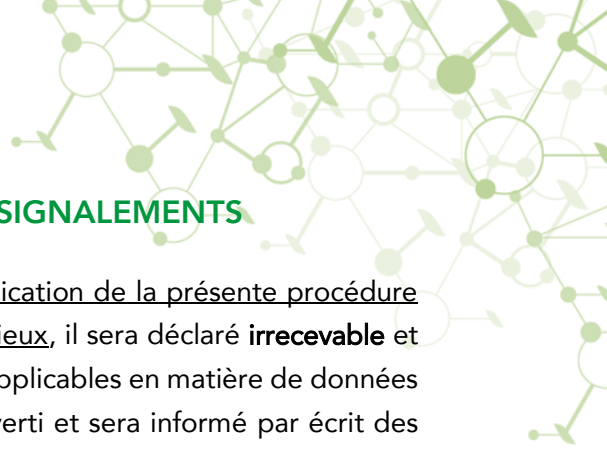 SIGNALEMENTS
ication de la présente procédure
ieux, il sera déclaré irrecevable et
pplicables en matière de données
verti et sera informé par écrit des